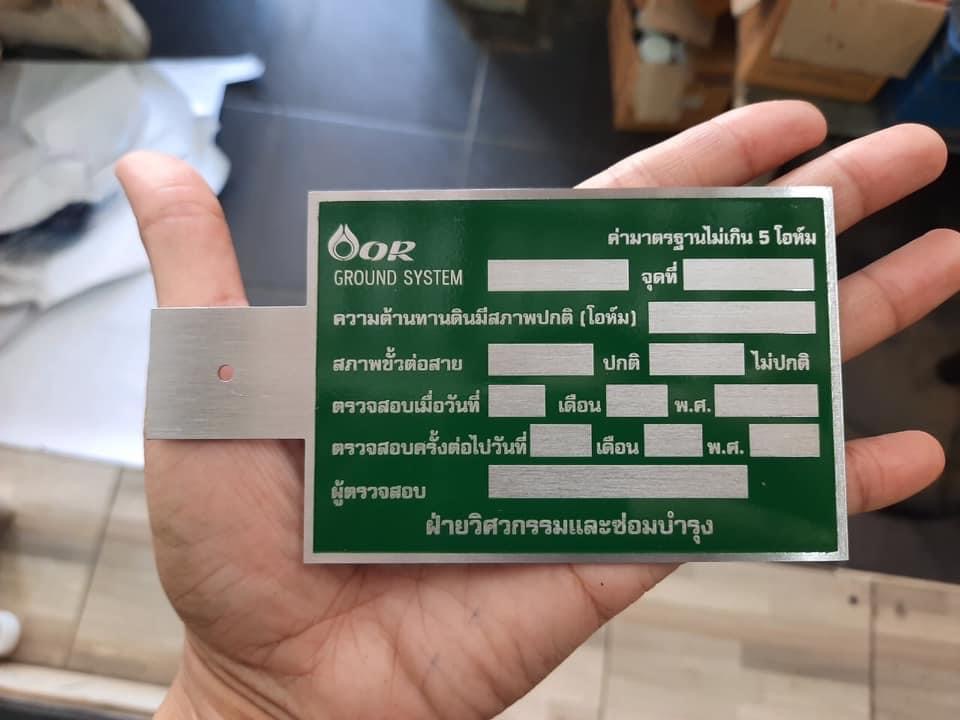 OR
ค่ามาตรฐานไม่เกิน 5 โอห์ม
GROUND SYSTEM จุดที่
ความต้านทานดินมีสภาพปกติ (โอห์ม)
สภาพขั้วต่อสาย ปกติ ไม่ปกติ
ตรวจสอบเมื่อวันที่ เดือน พ.ศ.
ตรวจสอบครั้งต่อไปวันที่ เดือน พ.ศ.
ผู้ตรวจสอบ
ฝ่ายวิศวกรรมและซ่อมบำรุง